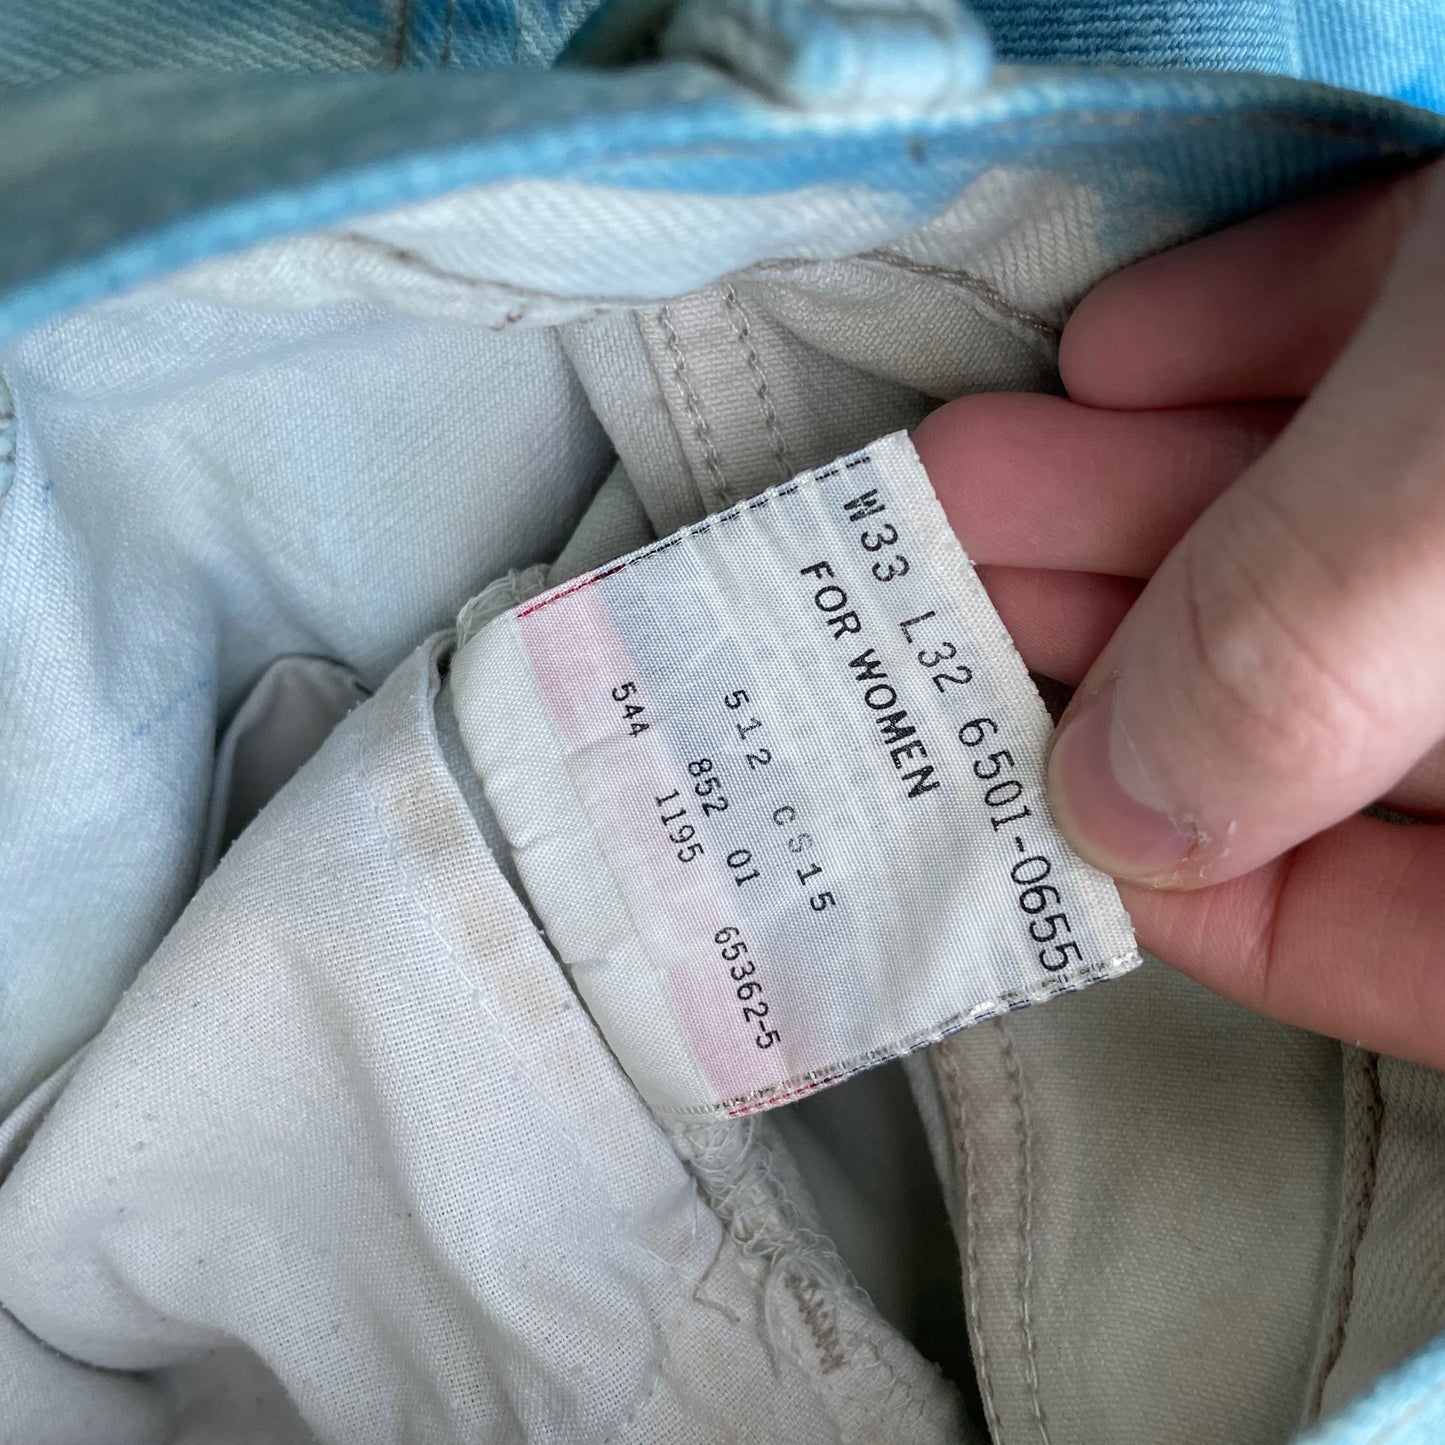 W33 L32 6501-0655
FOR WOMEN
512 CS15
852 01
544 1195 65362-5